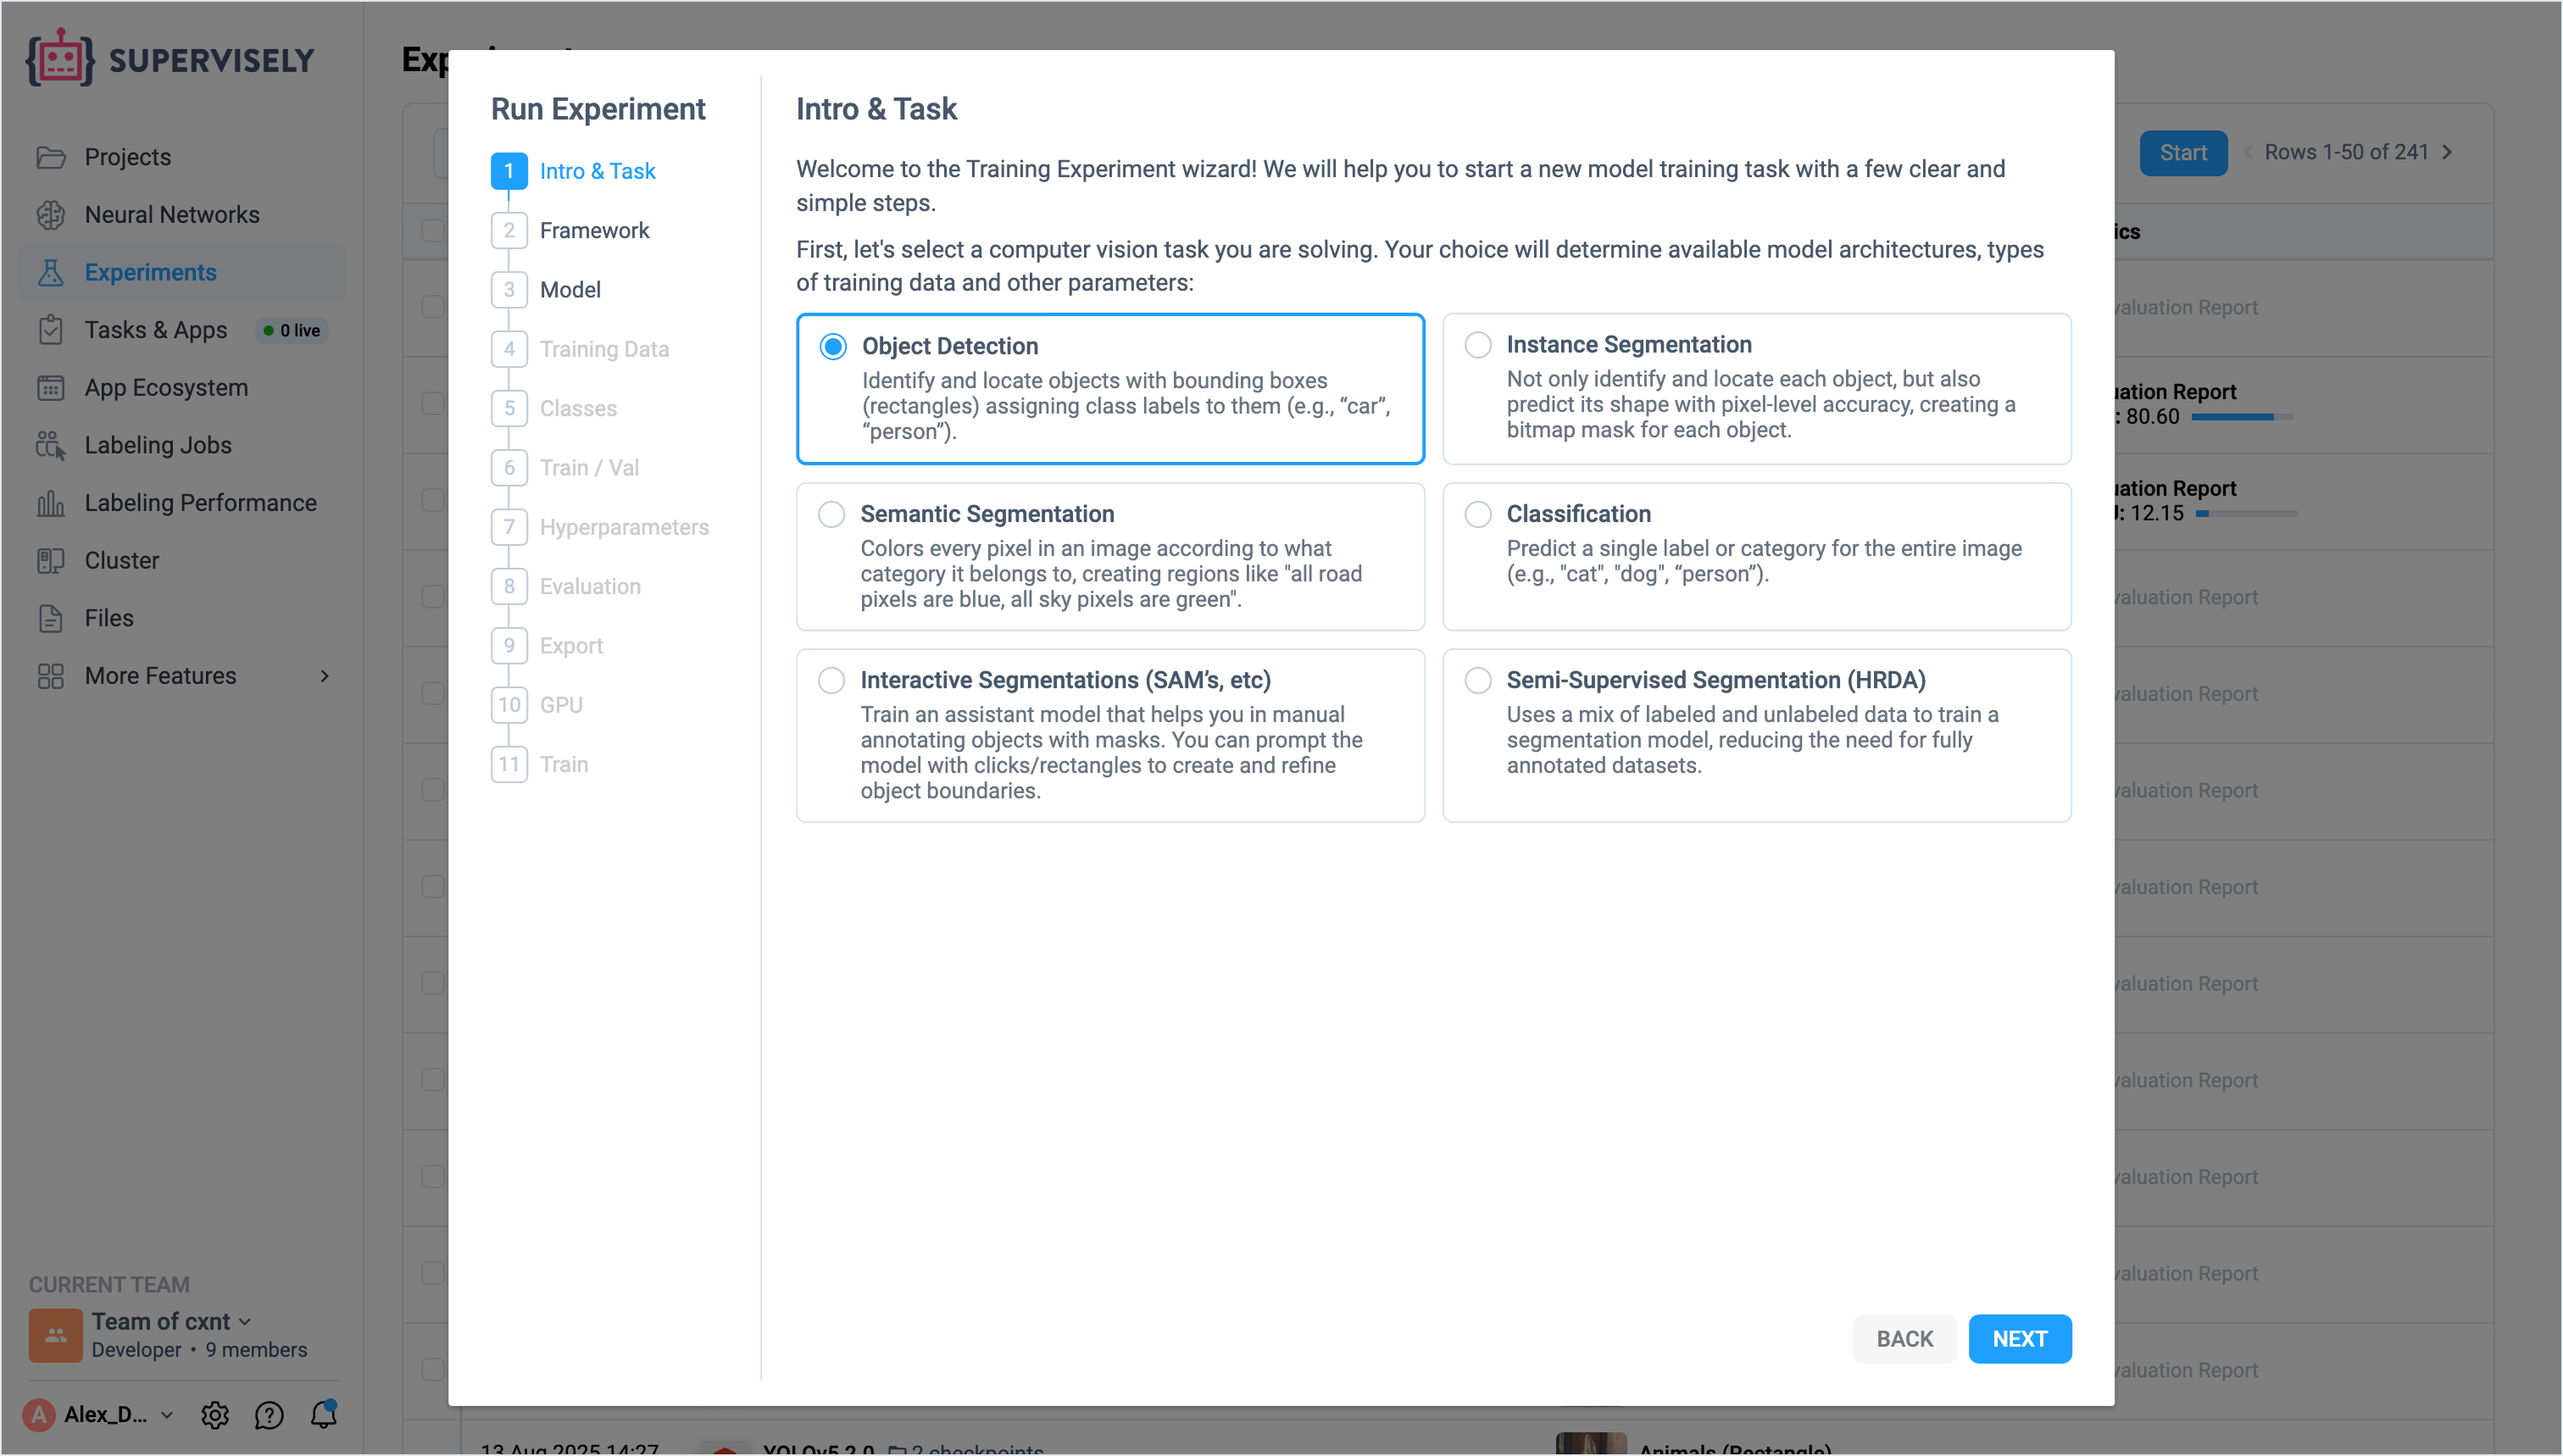 SUPERVISELY
Projects
Neural Networks
Experiments
Tasks & Apps
0 live
App Ecosystem
Labeling Jobs
Labeling Performance
Cluster
Files
More Features
CURRENT TEAM
Team of cxnt
Developer • 9 members
A
Alex_D...
Run Experiment
1 Intro & Task
2 Framework
3 Model
4 Training Data
5 Classes
6 Train / Val
7 Hyperparameters
8 Evaluation
9 Export
10 GPU
11 Train
Intro & Task
Welcome to the Training Experiment wizard! We will help you to start a new model training task with a few clear and
simple steps.
First, let's select a computer vision task you are solving. Your choice will determine available model architectures, types
of training data and other parameters:
Object Detection
Identify and locate objects with bounding boxes
(rectangles) assigning class labels to them (e.g., “car”,
“person”).
Instance Segmentation
Not only identify and locate each object, but also
predict its shape with pixel-level accuracy, creating a
bitmap mask for each object.
Semantic Segmentation
Colors every pixel in an image according to what
category it belongs to, creating regions like "all road
pixels are blue, all sky pixels are green".
Classification
Predict a single label or category for the entire image
(e.g., "cat", "dog", “person”).
Interactive Segmentations (SAM’s, etc)
Train an assistant model that helps you in manual
annotating objects with masks. You can prompt the
model with clicks/rectangles to create and refine
object boundaries.
Semi-Supervised Segmentation (HRDA)
Uses a mix of labeled and unlabeled data to train a
segmentation model, reducing the need for fully
annotated datasets.
BACK
NEXT
Start
Rows 1-50 of 241
Report
Report
80.60
Report
12.15
Report
Report
Report
Report
Report
Report
Report
Report
Report
13 Aug 2025 14:27
YOLOv5 2.0
2 checkpoints
Animals (Rectangle)